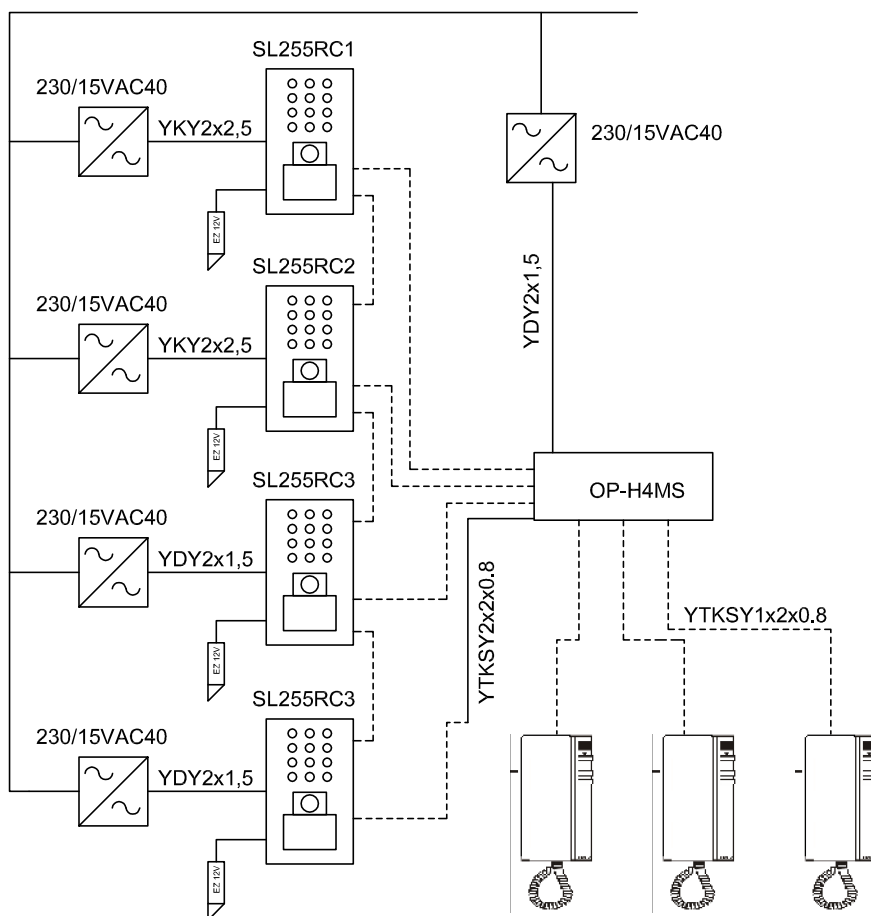 SL255RC1
230/15VAC40
YKY2x2,5
EZ 12V
230/15VAC40
YDY2x1,5
SL255RC2
230/15VAC40
YKY2x2,5
EZ 12V
OP-H4MS
SL255RC3
230/15VAC40
YDY2x1,5
EZ 12V
YTKSY2x2x0.8
YTKSY1x2x0.8
SL255RC3
230/15VAC40
YDY2x1,5
EZ 12V